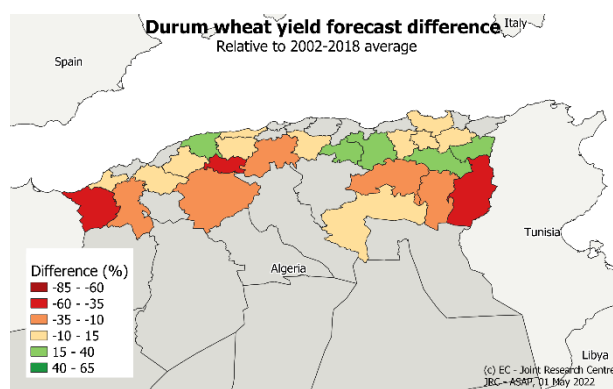 Durum wheat yield forecast difference
Relative to 2002-2018 average
Italy
Spain
Tunisia
Algeria
Libya
Difference (%)
-85 - -60
-60 - -35
-35 - -10
-10 - 15
15 - 40
40 - 65
(c) EC - Joint Research Centre
JRC - ASAP, 01 May 2022